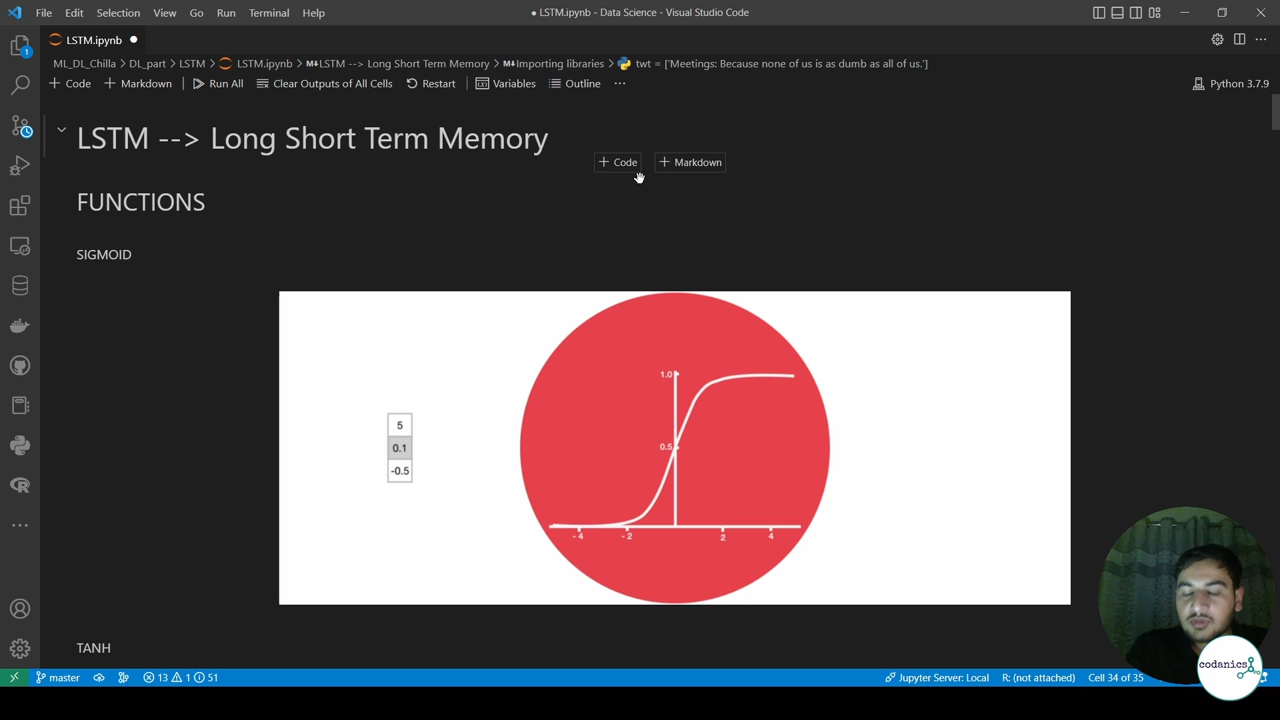 File Edit Selection View Go Run Terminal Help
● LSTM.ipynb - Data Science - Visual Studio Code
LSTM.ipynb ●
ML_DL_Chilla > DL_part > LSTM > LSTM.ipynb > M↓LSTM --> Long Short Term Memory > M↓Importing libraries > twt = ['Meetings: Because none of us is as dumb as all of us.']
+ Code + Markdown Run All Clear Outputs of All Cells Restart Variables Outline ... Python 3.7.9
LSTM --> Long Short Term Memory
+ Code + Markdown
FUNCTIONS
SIGMOID
1.0
5
0.1
-0.5
0.5
-4 -2 2 4
TANH
1
R
codanics
master 13 1 51 Jupyter Server: Local R: (not attached) Cell 34 of 35